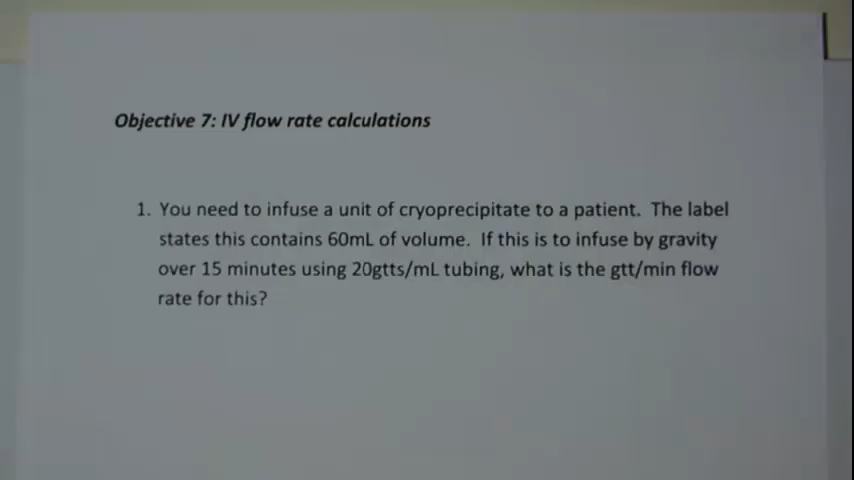 Objective 7: IV flow rate calculations
1. You need to infuse a unit of cryoprecipitate to a patient. The label
states this contains 60mL of volume. If this is to infuse by gravity
over 15 minutes using 20gtts/mL tubing, what is the gtt/min flow
rate for this?